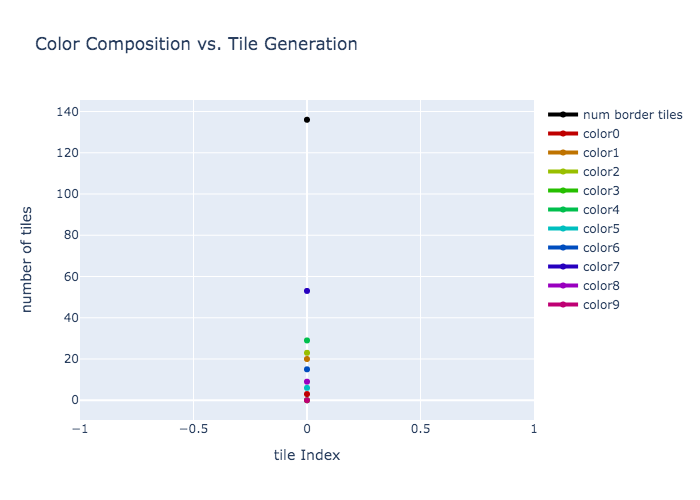 Color Composition vs. Tile Generation
number of tiles
140
120
100
80
60
40
20
0
−1
−0.5
0
0.5
1
tile Index
num border tiles
color0
color1
color2
color3
color4
color5
color6
color7
color8
color9